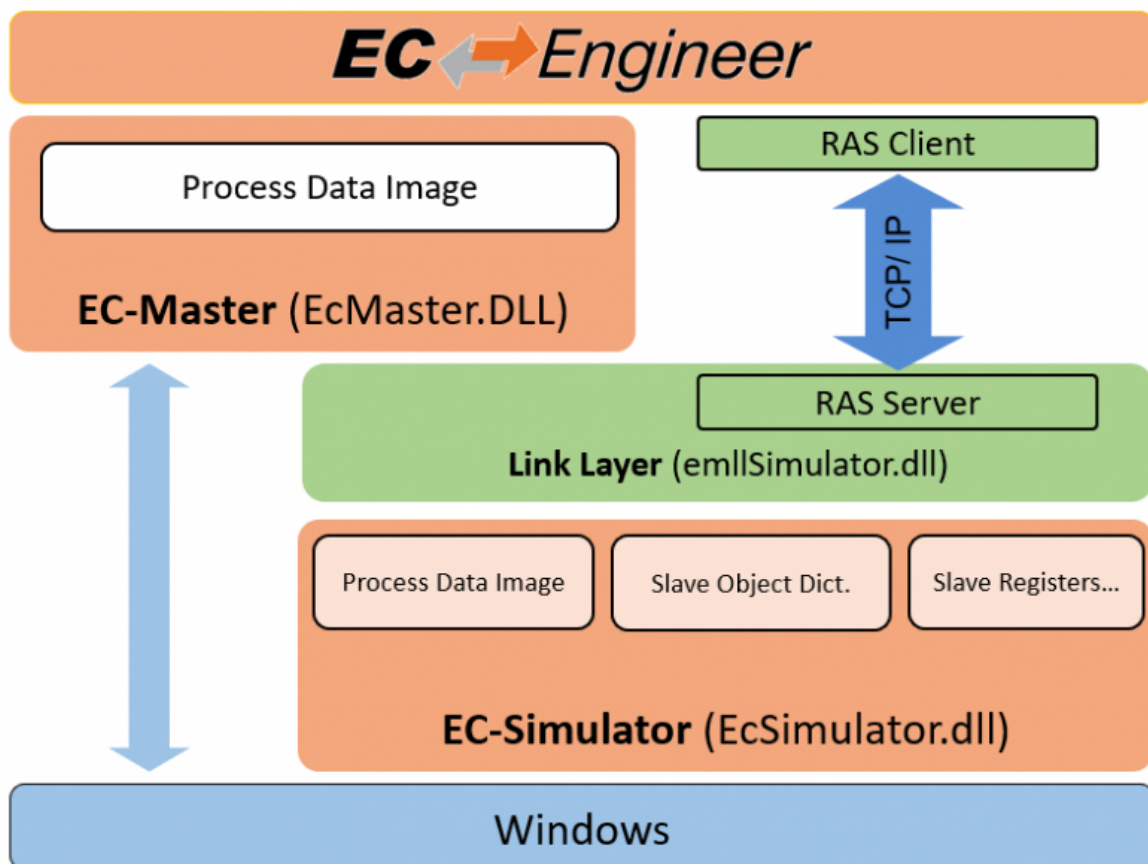 EC Engineer
RAS Client
Process Data Image
TCP/ IP
EC-Master (EcMaster.DLL)
RAS Server
Link Layer (emllSimulator.dll)
Process Data Image
Slave Object Dict.
Slave Registers...
EC-Simulator (EcSimulator.dll)
Windows